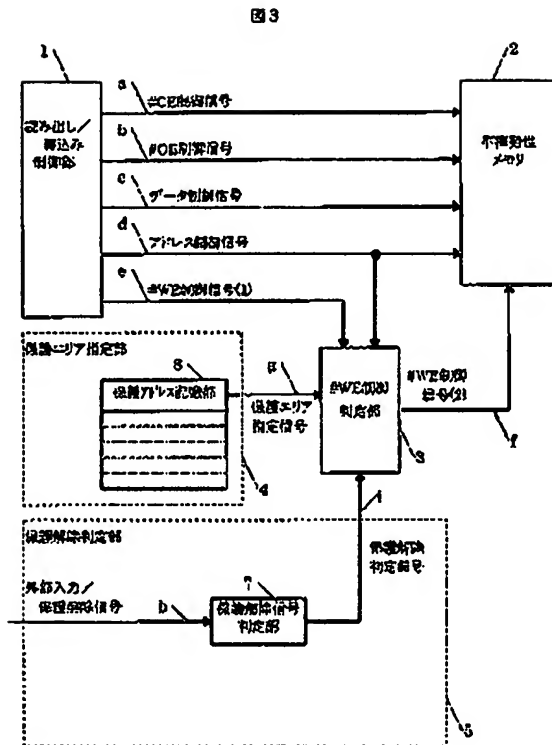 図3
1
2
a
#CE制御信号
読み出し/
書込み
制御部
b
#OE制御信号
不揮発性
メモリ
c
データ制御信号
d
アドレス制御信号
e
#WE制御信号(1)
保護エリア指定部
8
保護アドレス記憶部
g
保護エリア
指定信号
#WE制御
判定部
#WE制御
信号(2)
3
f
4
i
保護解除判定部
保護解除
判定信号
外部入力/
保護解除信号
7
h
保護解除信号
判定部
5